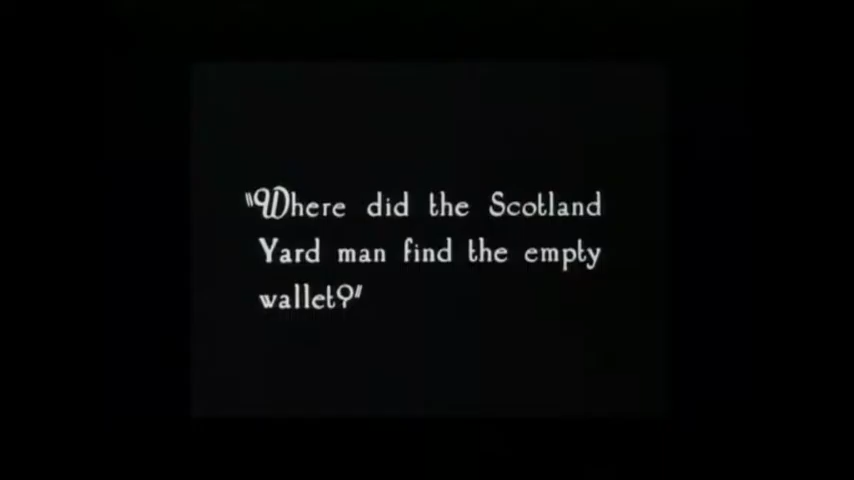 "Where did the Scotland
Yard man find the empty
wallet?"